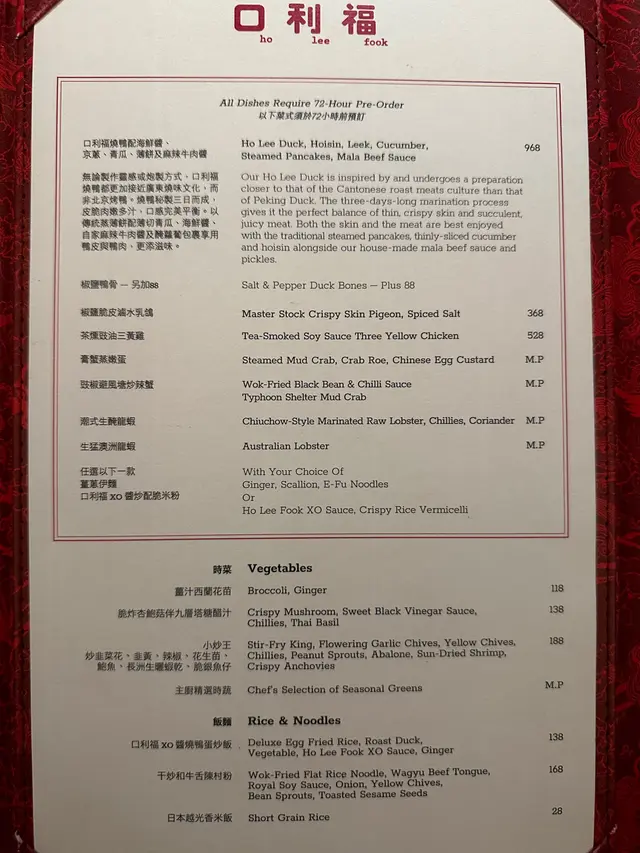 口利福
ho lee fook
All Dishes Require 72-Hour Pre-Order
以下菜式須於72小時前預訂
口利福燒鴨配海鮮醬、
京蔥、青瓜、薄餅及麻辣牛肉醬
Ho Lee Duck, Hoisin, Leek, Cucumber,
Steamed Pancakes, Mala Beef Sauce
968
無論製作靈感或炮製方式，口利福
燒鴨都更加接近廣東燒味文化，而
非北京烤鴨。燒鴨秘製三日而成，
皮脆肉嫩多汁，口感完美平衡。以
傳統蒸薄餅配薄切青瓜、海鮮醬、
自家麻辣牛肉醬及醃蘿蔔包裹享用
鴨皮與鴨肉，更添滋味。
Our Ho Lee Duck is inspired by and undergoes a preparation
closer to that of the Cantonese roast meats culture than that
of Peking Duck. The three-days-long marination process
gives it the perfect balance of thin, crispy skin and succulent,
juicy meat. Both the skin and the meat are best enjoyed
with the traditional steamed pancakes, thinly-sliced cucumber
and hoisin alongside our house-made mala beef sauce and
pickles.
椒鹽鴨骨 — 另加88
Salt & Pepper Duck Bones — Plus 88
椒鹽脆皮滷水乳鴿
Master Stock Crispy Skin Pigeon, Spiced Salt
368
茶燻豉油三黃雞
Tea-Smoked Soy Sauce Three Yellow Chicken
528
膏蟹蒸嫩蛋
Steamed Mud Crab, Crab Roe, Chinese Egg Custard
M.P
豉椒避風塘炒辣蟹
Wok-Fried Black Bean & Chilli Sauce
Typhoon Shelter Mud Crab
M.P
潮式生醃龍蝦
Chiuchow-Style Marinated Raw Lobster, Chillies, Coriander
M.P
生猛澳洲龍蝦
Australian Lobster
M.P
任選以下一款
薑蔥伊麵
口利福 XO 醬炒配脆米粉
With Your Choice Of
Ginger, Scallion, E-Fu Noodles
Or
Ho Lee Fook XO Sauce, Crispy Rice Vermicelli
時菜 Vegetables
薑汁西蘭花苗
Broccoli, Ginger
118
脆炸杏鮑菇伴九層塔糖醋汁
Crispy Mushroom, Sweet Black Vinegar Sauce,
Chillies, Thai Basil
138
小炒王
炒韭菜花、韭黃、辣椒、花生苗、
鮑魚、長洲生曬蝦乾、脆銀魚仔
Stir-Fry King, Flowering Garlic Chives, Yellow Chives,
Chillies, Peanut Sprouts, Abalone, Sun-Dried Shrimp,
Crispy Anchovies
188
主廚精選時蔬
Chef's Selection of Seasonal Greens
M.P
飯麵 Rice & Noodles
口利福 XO 醬燒鴨蛋炒飯
Deluxe Egg Fried Rice, Roast Duck,
Vegetable, Ho Lee Fook XO Sauce, Ginger
138
干炒和牛舌陳村粉
Wok-Fried Flat Rice Noodle, Wagyu Beef Tongue,
Royal Soy Sauce, Onion, Yellow Chives,
Bean Sprouts, Toasted Sesame Seeds
168
日本越光香米飯
Short Grain Rice
28